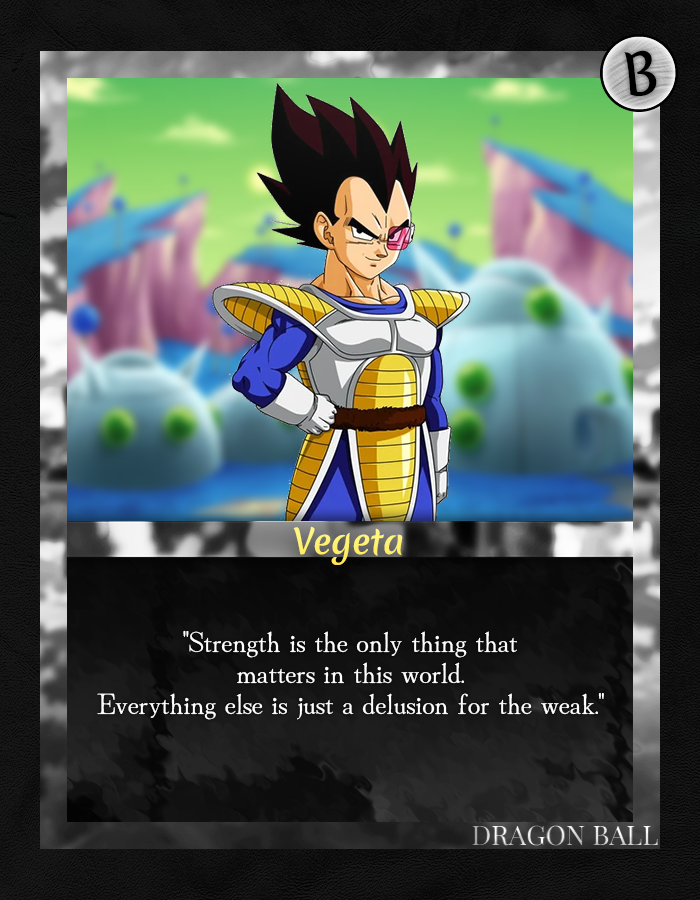 B
Vegeta
"Strength is the only thing that
matters in this world.
Everything else is just a delusion for the weak."
DRAGON BALL